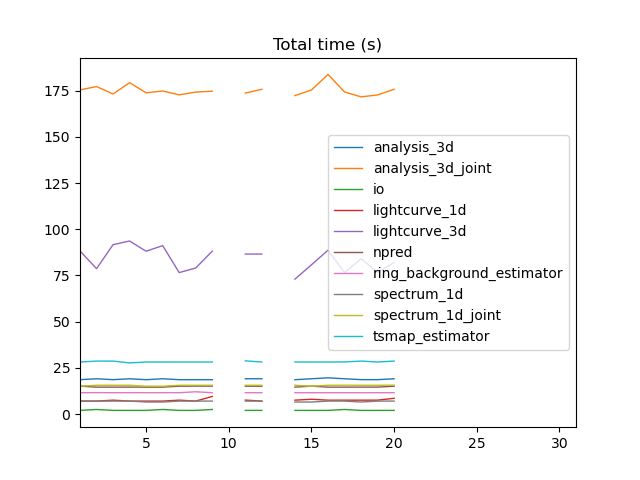 Total time (s)
175
150
125
100
75
50
25
0
analysis_3d
analysis_3d_joint
io
lightcurve_1d
lightcurve_3d
npred
ring_background_estimator
spectrum_1d
spectrum_1d_joint
tsmap_estimator
5 10 15 20 25 30